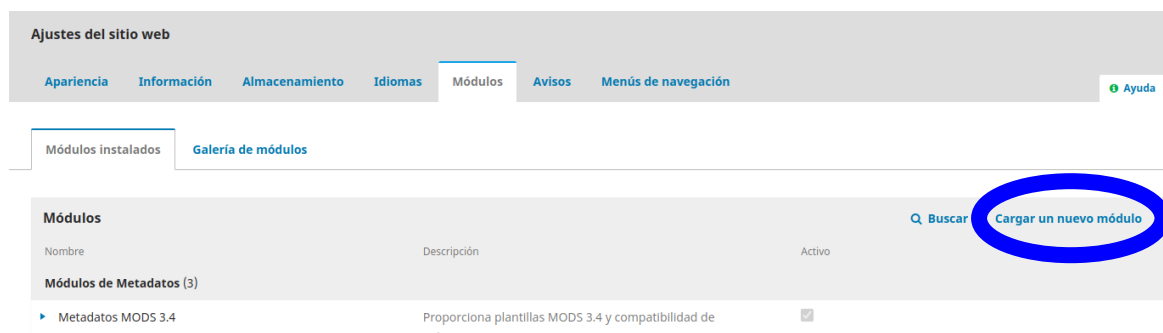 Ajustes del sitio web
Apariencia Información Almacenamiento Idiomas Módulos Avisos Menús de navegación
Ayuda
Módulos instalados Galería de módulos
Módulos Buscar Cargar un nuevo módulo
Nombre Descripción Activo
Módulos de Metadatos (3)
Metadatos MODS 3.4 Proporciona plantillas MODS 3.4 y compatibilidad de